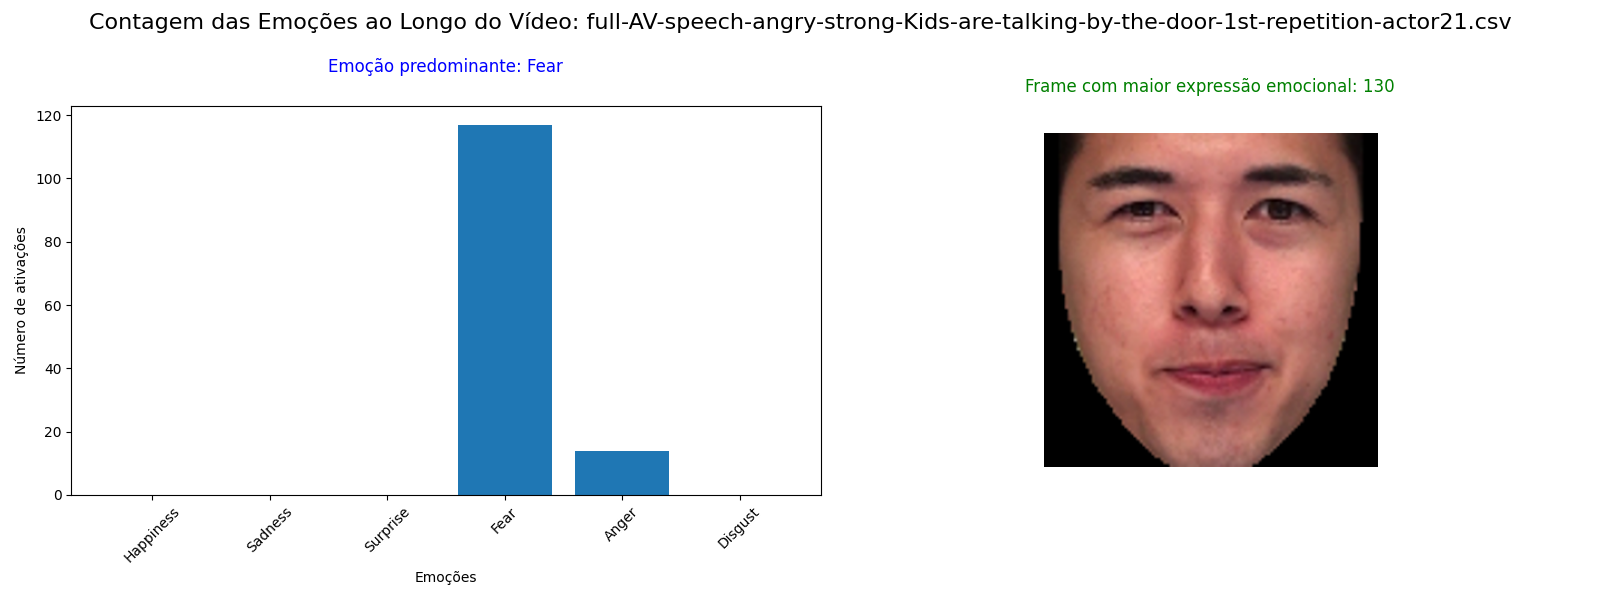 Contagem das Emoções ao Longo do Vídeo: full-AV-speech-angry-strong-Kids-are-talking-by-the-door-1st-repetition-actor21.csv
Emoção predominante: Fear
Frame com maior expressão emocional: 130
120
100
80
60
40
20
0
Número de ativações
Happiness
Sadness
Surprise
Fear
Anger
Disgust
Emoções